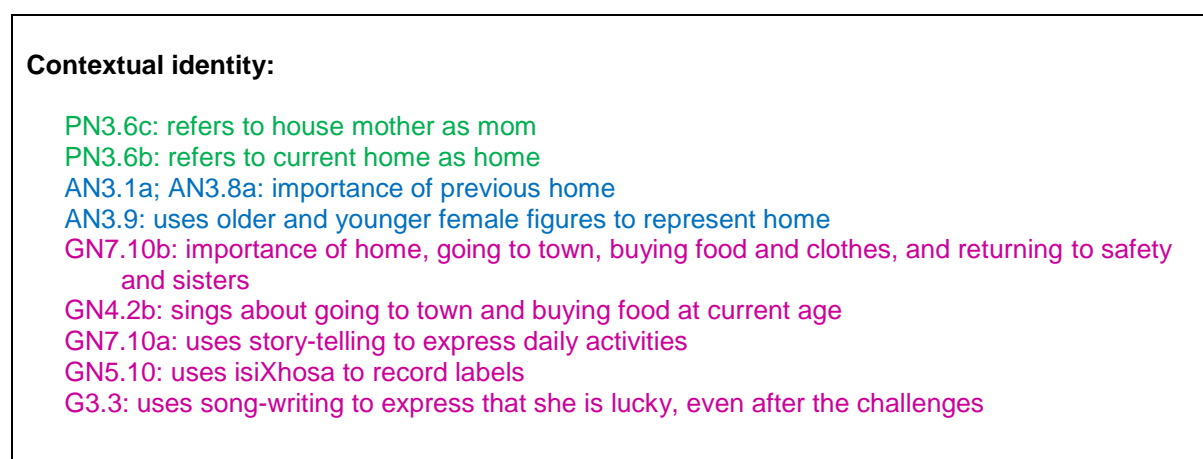 Contextual identity:
PN3.6c: refers to house mother as mom
PN3.6b: refers to current home as home
AN3.1a; AN3.8a: importance of previous home
AN3.9: uses older and younger female figures to represent home
GN7.10b: importance of home, going to town, buying food and clothes, and returning to safety
and sisters
GN4.2b: sings about going to town and buying food at current age
GN7.10a: uses story-telling to express daily activities
GN5.10: uses isiXhosa to record labels
G3.3: uses song-writing to express that she is lucky, even after the challenges